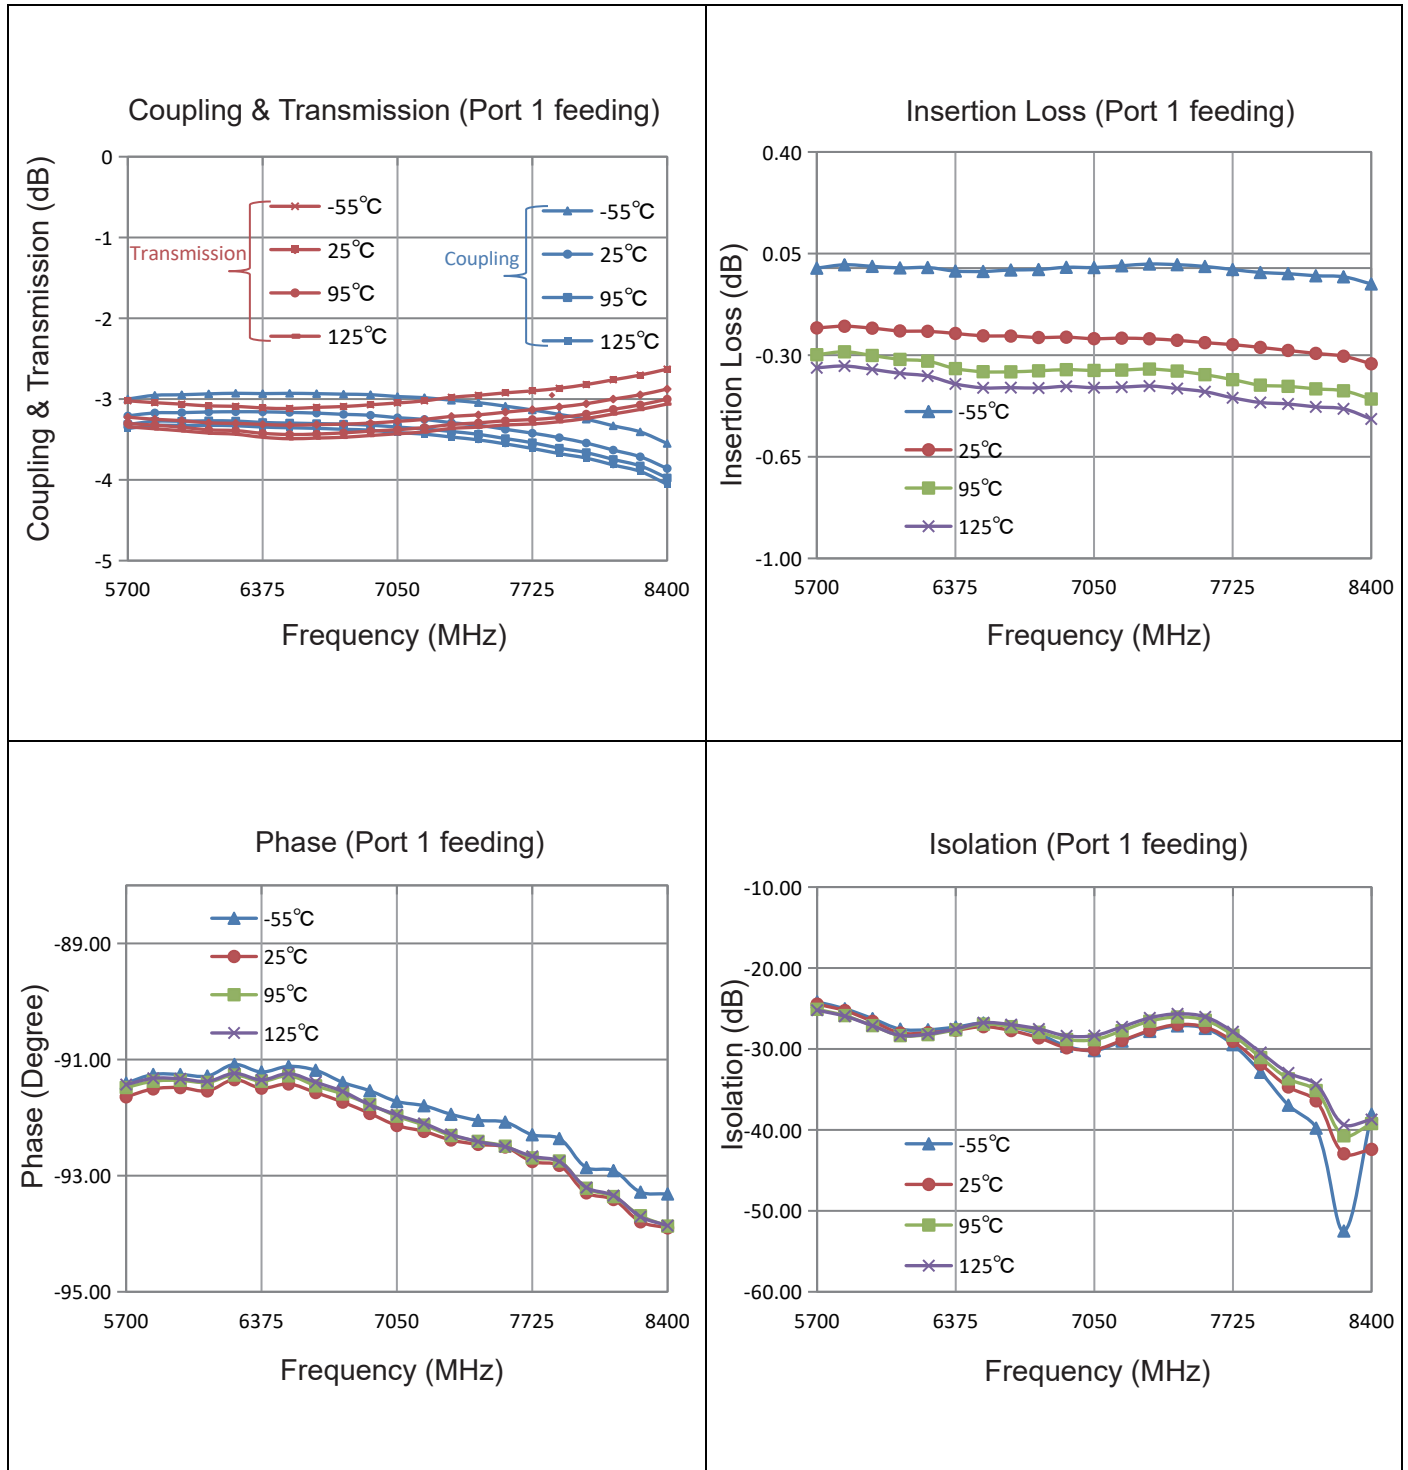 Coupling & Transmission (Port 1 feeding)
Coupling & Transmission (dB)
0
-1
-2
-3
-4
-5
Transmission
-55℃
25℃
95℃
125℃
Coupling
-55℃
25℃
95℃
125℃
5700 6375 7050 7725 8400
Frequency (MHz)
Insertion Loss (Port 1 feeding)
Insertion Loss (dB)
0.40
0.05
-0.30
-0.65
-1.00
-55℃
25℃
95℃
125℃
5700 6375 7050 7725 8400
Frequency (MHz)
Phase (Port 1 feeding)
Phase (Degree)
-89.00
-91.00
-93.00
-95.00
-55℃
25℃
95℃
125℃
5700 6375 7050 7725 8400
Frequency (MHz)
Isolation (Port 1 feeding)
Isolation (dB)
-10.00
-20.00
-30.00
-40.00
-50.00
-60.00
-55℃
25℃
95℃
125℃
5700 6375 7050 7725 8400
Frequency (MHz)